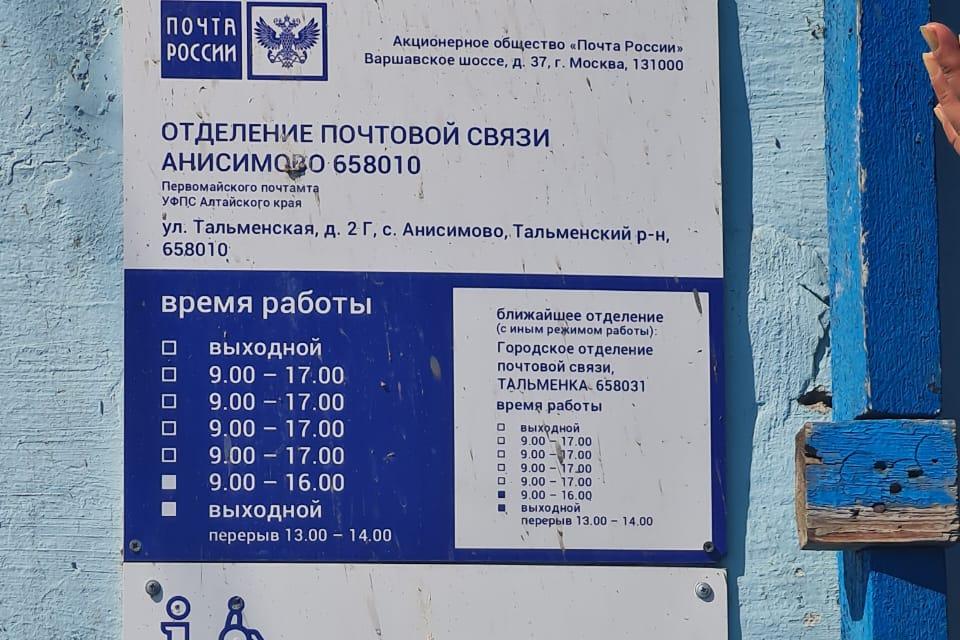 ПОЧТА
РОССИИ
Акционерное общество «Почта России»
Варшавское шоссе, д. 37, г. Москва, 131000
ОТДЕЛЕНИЕ ПОЧТОВОЙ СВЯЗИ
АНИСИМОВО 658010
Первомайского почтамта
УФПС Алтайского края
ул. Тальменская, д. 2 Г, с. Анисимово, Тальменский р-н,
658010
время работы
выходной
9.00 – 17.00
9.00 – 17.00
9.00 – 17.00
9.00 – 17.00
9.00 – 16.00
выходной
перерыв 13.00 – 14.00
ближайшее отделение
(с иным режимом работы):
Городское отделение
почтовой связи,
ТАЛЬМЕНКА 658031
время работы
выходной
9.00 – 17.00
9.00 – 17.00
9.00 – 17.00
9.00 – 17.00
9.00 – 16.00
выходной
перерыв 13.00 – 14.00